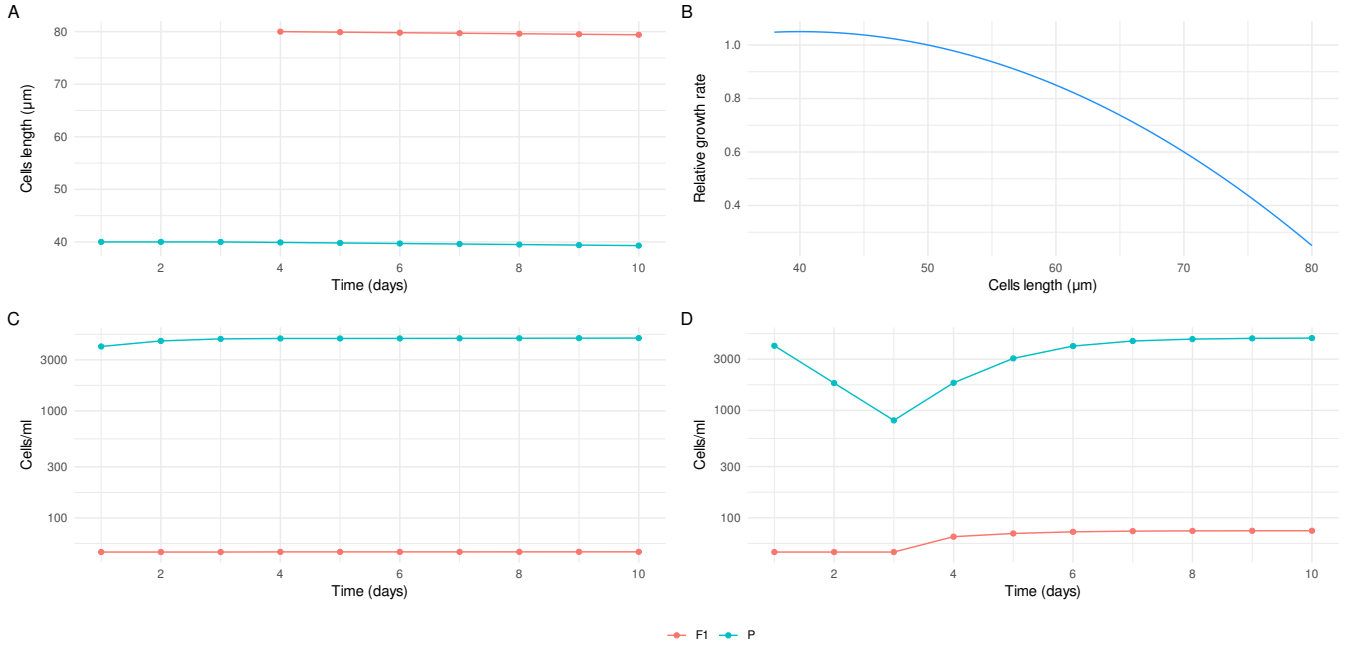 A
Cells length (µm)
80
70
60
50
40
2
4
6
8
10
Time (days)
B
Relative growth rate
1.0
0.8
0.6
0.4
40
50
60
70
80
Cells length (µm)
C
Cells/ml
3000
1000
300
100
2
4
6
8
10
Time (days)
D
Cells/ml
3000
1000
300
100
2
4
6
8
10
Time (days)
F1 P